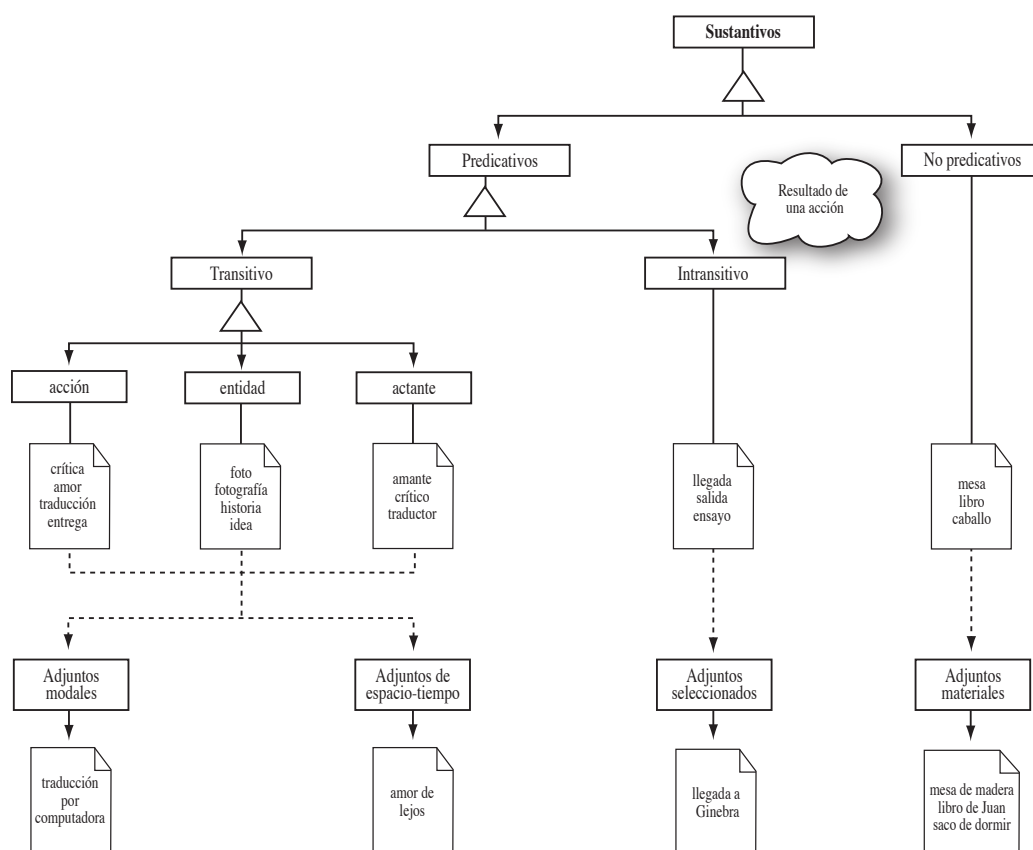 Sustantivos
Predicativos
No predicativos
Resultado de
una acción
Transitivo
Intransitivo
acción
entidad
actante
crítica
amor
traducción
entrega
foto
fotografía
historia
idea
amante
crítico
traductor
llegada
salida
ensayo
mesa
libro
caballo
Adjuntos
modales
Adjuntos de
espacio-tiempo
Adjuntos
seleccionados
Adjuntos
materiales
traducción
por
computadora
amor de
lejos
llegada a
Ginebra
mesa de madera
libro de Juan
saco de dormir